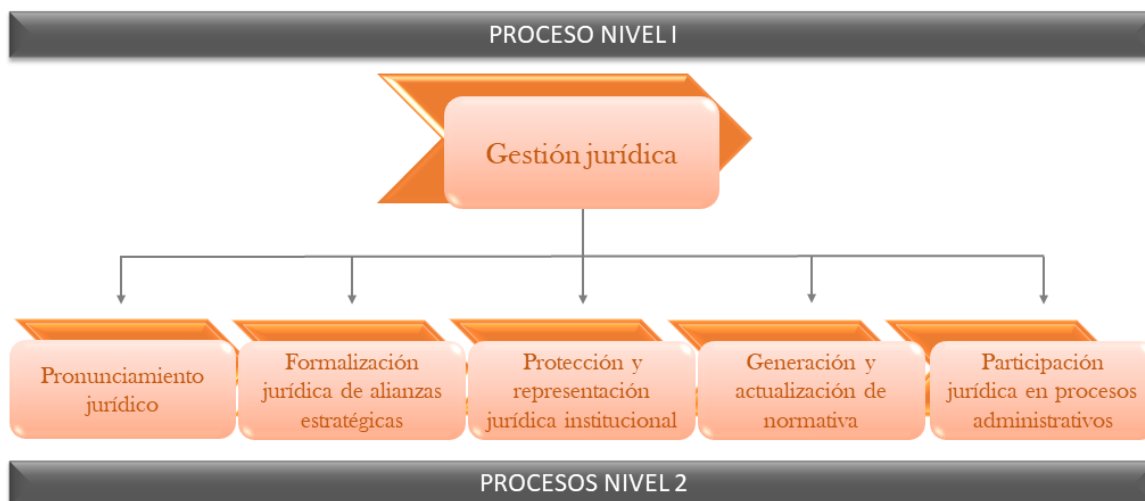 PROCESO NIVEL I
Gestión jurídica
Pronunciamiento
jurídico
Formalización
jurídica de alianzas
estratégicas
Protección y
representación
jurídica institucional
Generación y
actualización de
normativa
Participación
jurídica en procesos
administrativos
PROCESOS NIVEL 2